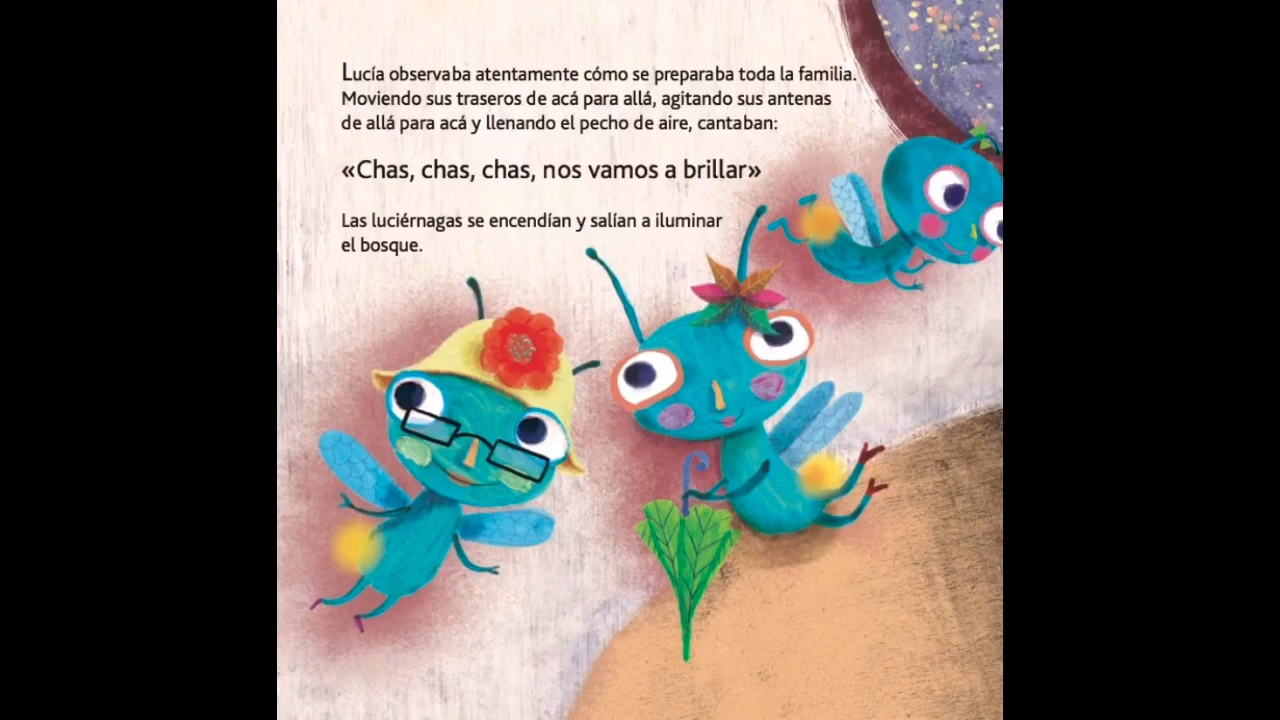 Lucía observaba atentamente cómo se preparaba toda la familia.
Moviendo sus traseros de acá para allá, agitando sus antenas
de allá para acá y llenando el pecho de aire, cantaban:
«Chas, chas, chas, nos vamos a brillar»
Las luciérnagas se encendían y salían a iluminar
el bosque.